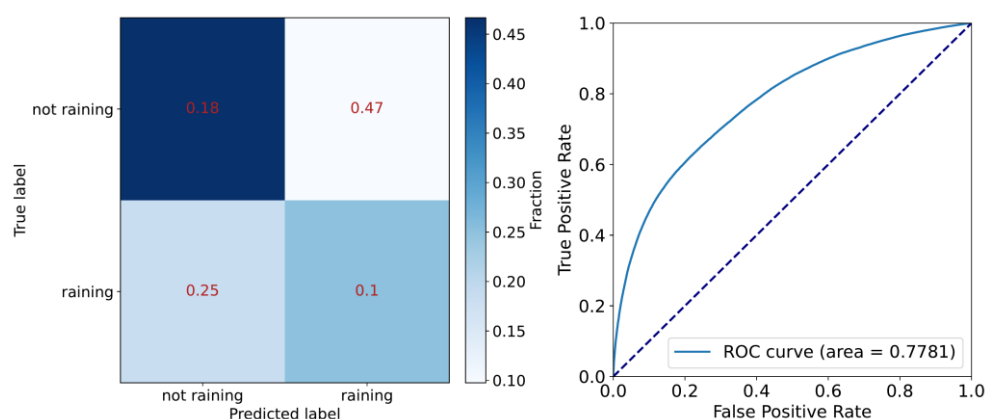 True label
not raining
raining
0.18 0.47
0.25 0.1
not raining raining
Predicted label
0.45
0.40
0.35
0.30
0.25
0.20
0.15
0.10
Fraction
True Positive Rate
1.0
0.8
0.6
0.4
0.2
0.0
ROC curve (area = 0.7781)
0.0 0.2 0.4 0.6 0.8 1.0
False Positive Rate